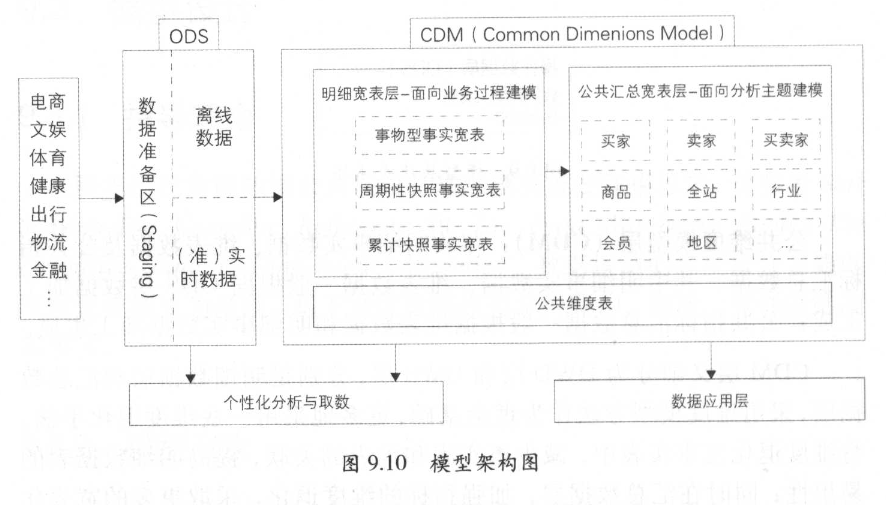 ODS
CDM（Common Dimenions Model）
电商
文娱
体育
健康
出行
物流
金融
…
数据准备区（Staging）
离线
数据
（准）实
时数据
明细宽表层–面向业务过程建模
事物型事实宽表
周期性快照事实宽表
累计快照事实宽表
公共汇总宽表层–面向分析主题建模
买家
卖家
买卖家
商品
全站
行业
会员
地区
...
公共维度表
个性化分析与取数
数据应用层
图 9.10 模型架构图